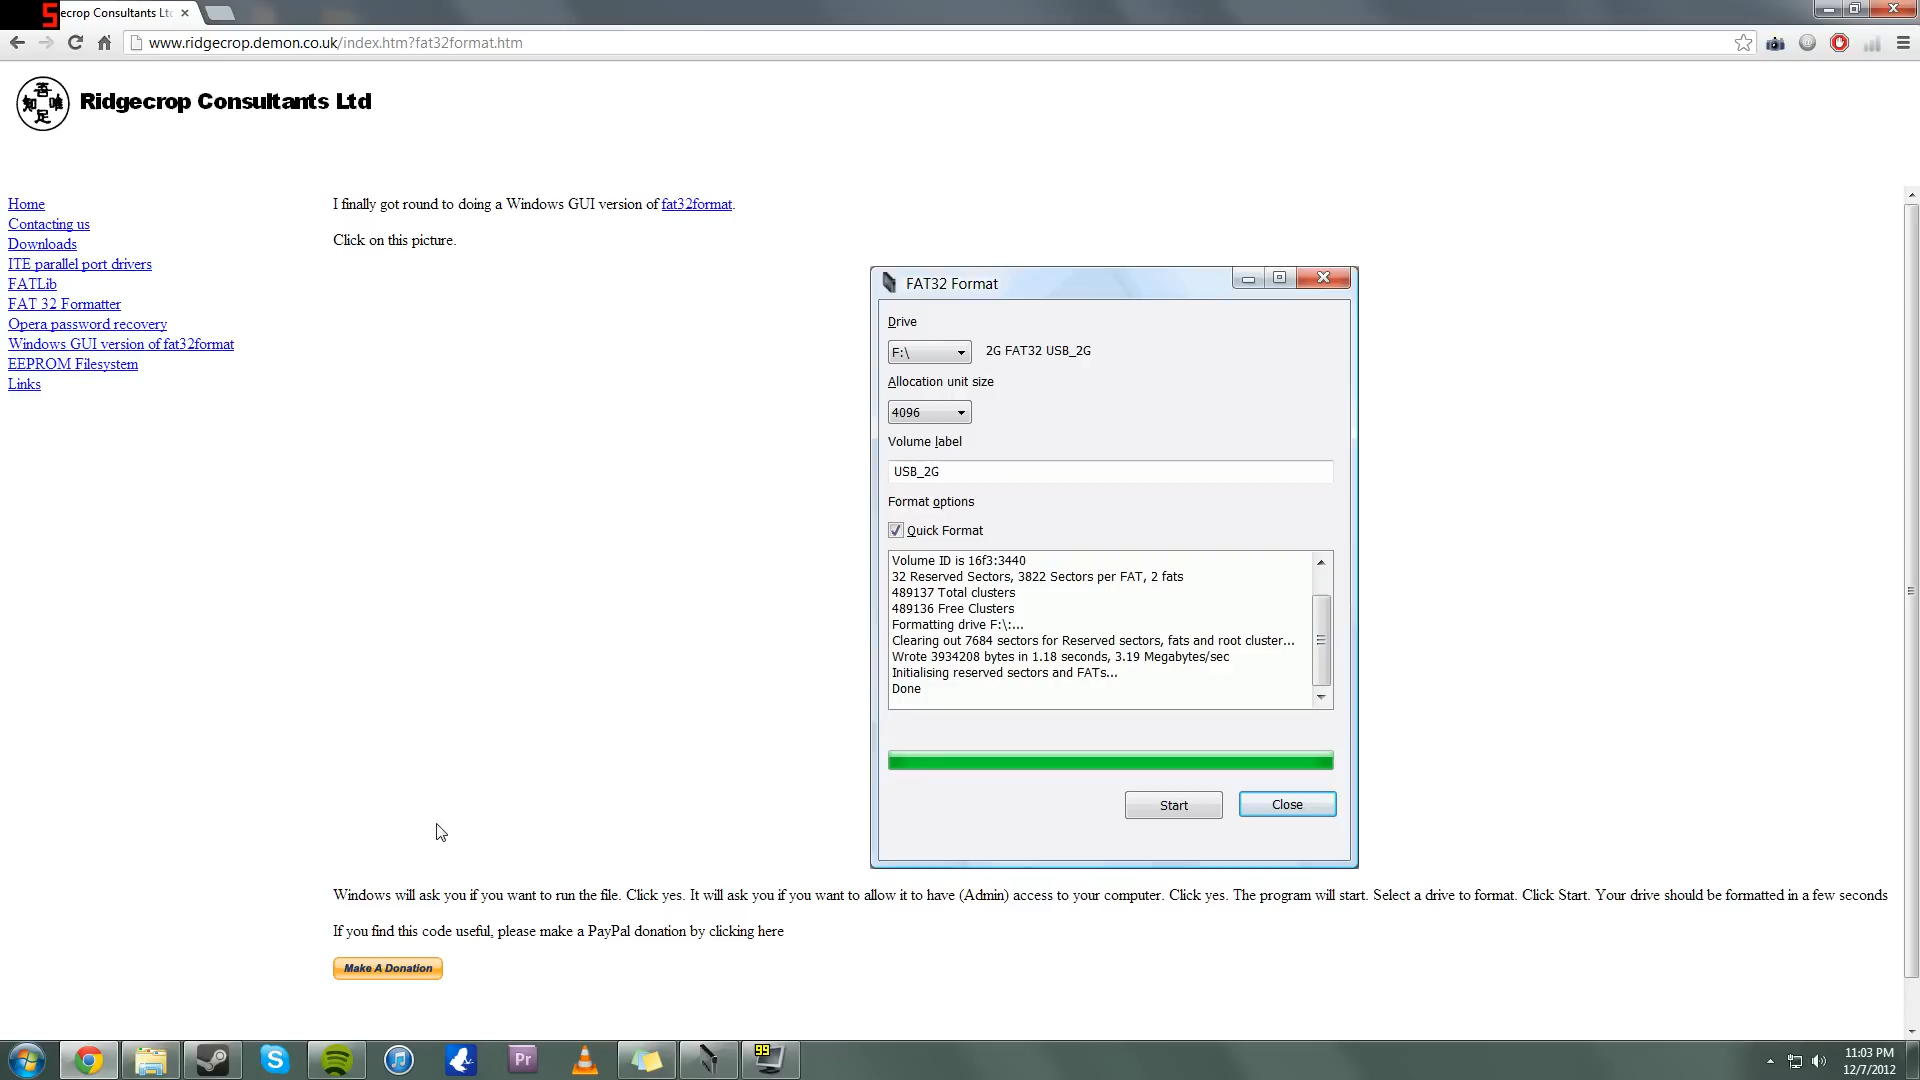 5
ecrop Consultants Ltd
www.ridgecrop.demon.co.uk/index.htm?fat32format.htm
吾
知 唯
足
Ridgecrop Consultants Ltd
Home
Contacting us
Downloads
ITE parallel port drivers
FATLib
FAT 32 Formatter
Opera password recovery
Windows GUI version of fat32format
EEPROM Filesystem
Links
I finally got round to doing a Windows GUI version of fat32format.
Click on this picture.
FAT32 Format
Drive
F:\ 2G FAT32 USB_2G
Allocation unit size
4096
Volume label
USB_2G
Format options
Quick Format
Volume ID is 16f3:3440
32 Reserved Sectors, 3822 Sectors per FAT, 2 fats
489137 Total clusters
489136 Free Clusters
Formatting drive F:\:...
Clearing out 7684 sectors for Reserved sectors, fats and root cluster...
Wrote 3934208 bytes in 1.18 seconds, 3.19 Megabytes/sec
Initialising reserved sectors and FATs...
Done
Start Close
Windows will ask you if you want to run the file. Click yes. It will ask you if you want to allow it to have (Admin) access to your computer. Click yes. The program will start. Select a drive to format. Click Start. Your drive should be formatted in a few seconds
If you find this code useful, please make a PayPal donation by clicking here
Make A Donation
S
Pr
99
11:03 PM
12/7/2012